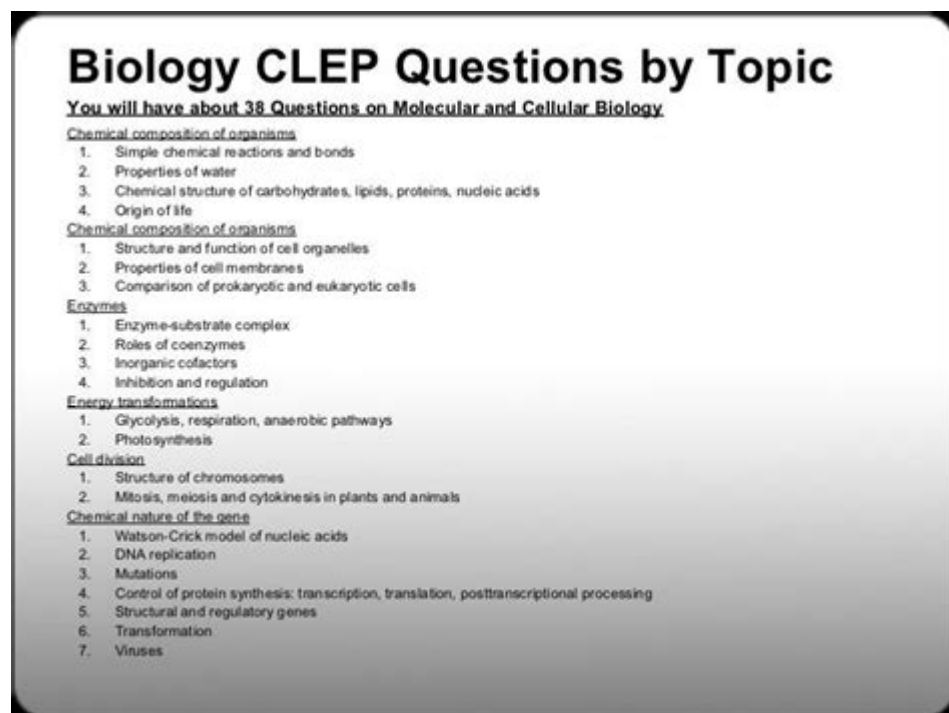 Biology CLEP Questions by Topic
You will have about 38 Questions on Molecular and Cellular Biology
Chemical composition of organisms
1. Simple chemical reactions and bonds
2. Properties of water
3. Chemical structure of carbohydrates, lipids, proteins, nucleic acids
4. Origin of life
Chemical composition of organisms
1. Structure and function of cell organelles
2. Properties of cell membranes
3. Comparison of prokaryotic and eukaryotic cells
Enzymes
1. Enzyme-substrate complex
2. Roles of coenzymes
3. Inorganic cofactors
4. Inhibition and regulation
Energy transformations
1. Glycolysis, respiration, anaerobic pathways
2. Photosynthesis
Cell division
1. Structure of chromosomes
2. Mitosis, meiosis and cytokinesis in plants and animals
Chemical nature of the gene
1. Watson-Crick model of nucleic acids
2. DNA replication
3. Mutations
4. Control of protein synthesis: transcription, translation, posttranscriptional processing
5. Structural and regulatory genes
6. Transformation
7. Viruses